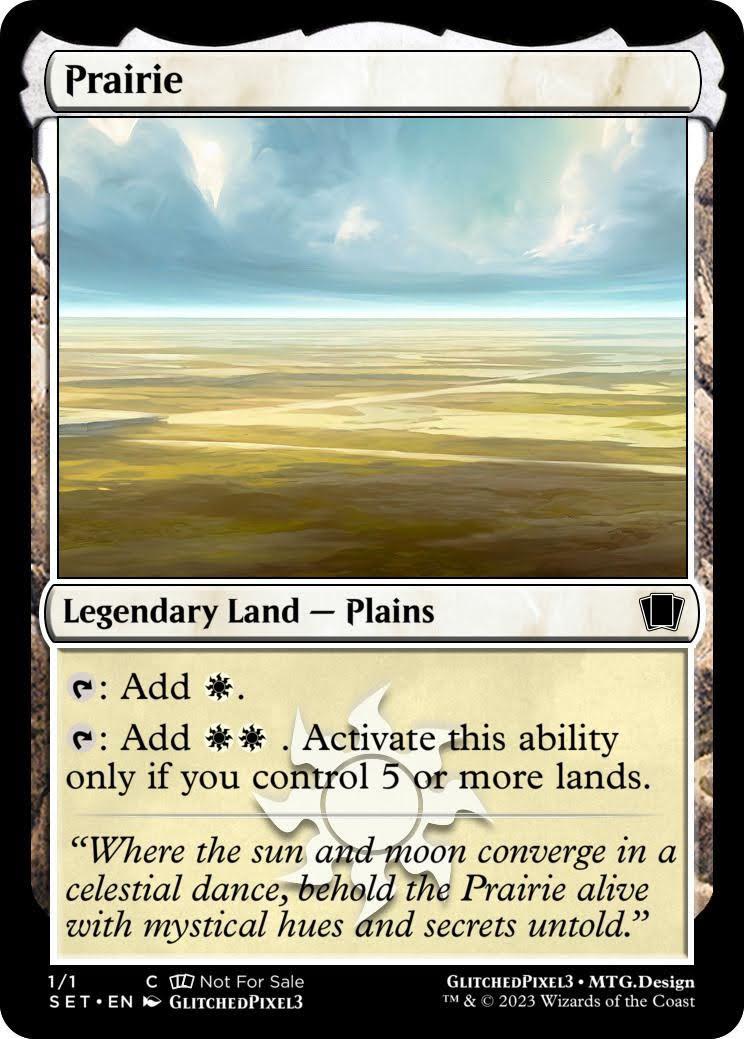 Prairie
Legendary Land — Plains
: Add .
: Add . Activate this ability
only if you control 5 or more lands.
“Where the sun and moon converge in a
celestial dance, behold the Prairie alive
with mystical hues and secrets untold.”
1/1 C Not For Sale
SET • EN GlitchedPixel3
GlitchedPixel3 • MTG.Design
™ & © 2023 Wizards of the Coast